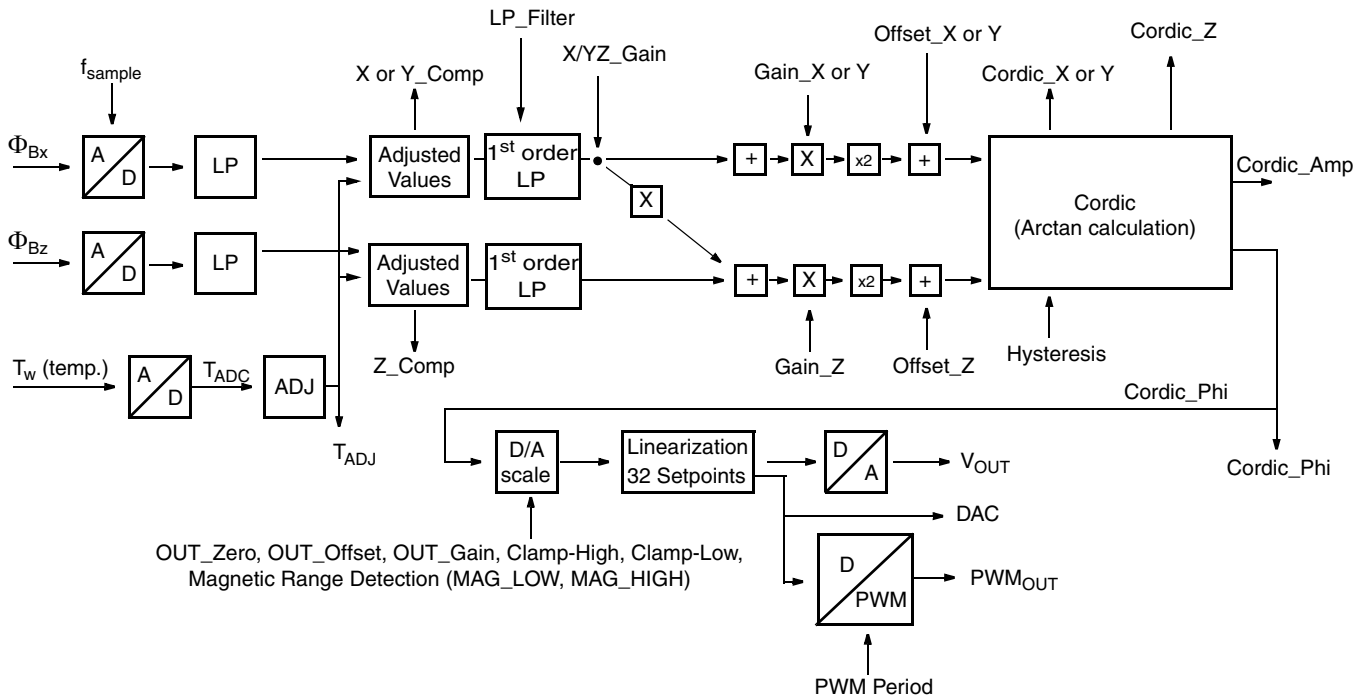 LP_Filter
X/YZ_Gain
Offset_X or Y
Cordic_Z
f_sample
X or Y_Comp
Gain_X or Y
Cordic_X or Y
Φ_Bx
A
D
LP
Adjusted
Values
1st order
LP
X
+
X
x2
+
Cordic
(Arctan calculation)
Cordic_Amp
Φ_Bz
A
D
LP
Adjusted
Values
1st order
LP
+
X
x2
+
T_w (temp.)
A
D
T_ADC
ADJ
Z_Comp
Gain_Z
Offset_Z
Hysteresis
T_ADJ
Cordic_Phi
Cordic_Phi
D/A
scale
Linearization
32 Setpoints
D
A
V_OUT
DAC
OUT_Zero, OUT_Offset, OUT_Gain, Clamp-High, Clamp-Low,
Magnetic Range Detection (MAG_LOW, MAG_HIGH)
D
PWM
PWM_OUT
PWM Period